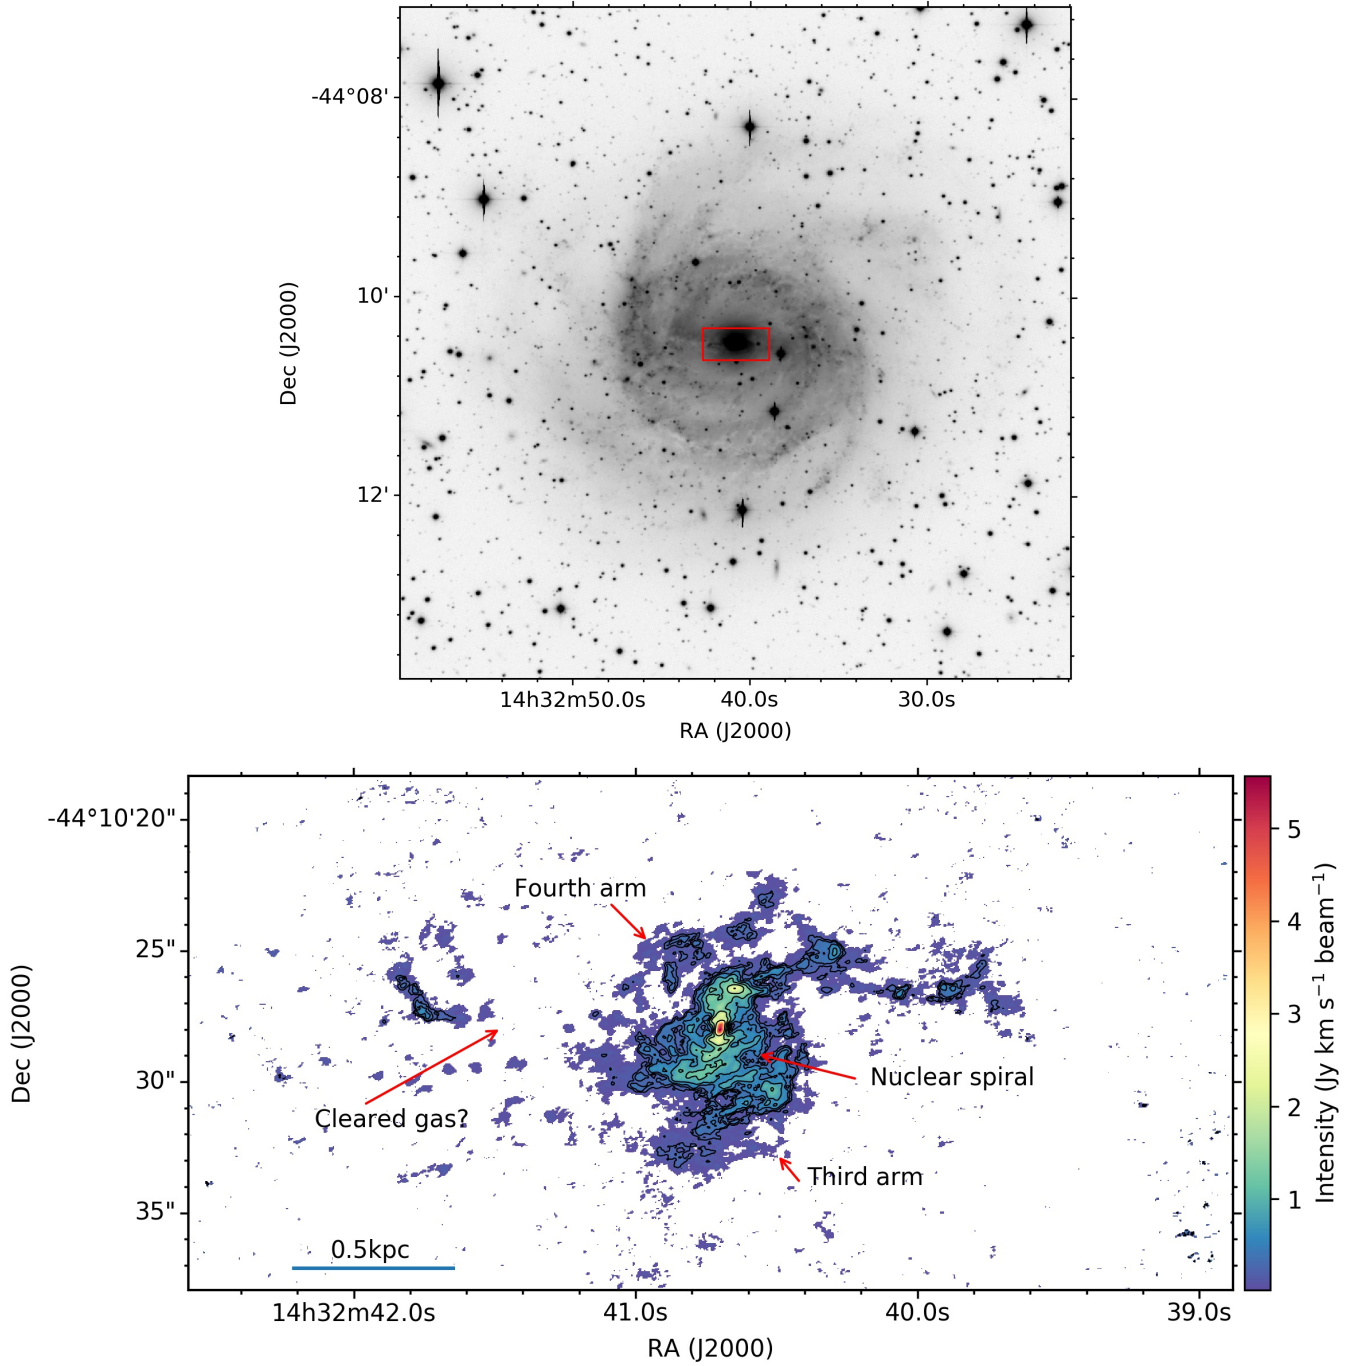 -44°08'
10'
12'
Dec (J2000)
14h32m50.0s 40.0s 30.0s
RA (J2000)
-44°10'20"
25"
30"
35"
Dec (J2000)
Fourth arm
Cleared gas?
Nuclear spiral
Third arm
0.5kpc
14h32m42.0s 41.0s 40.0s 39.0s
RA (J2000)
5
4
3
2
1
Intensity (Jy km s⁻¹ beam⁻¹)